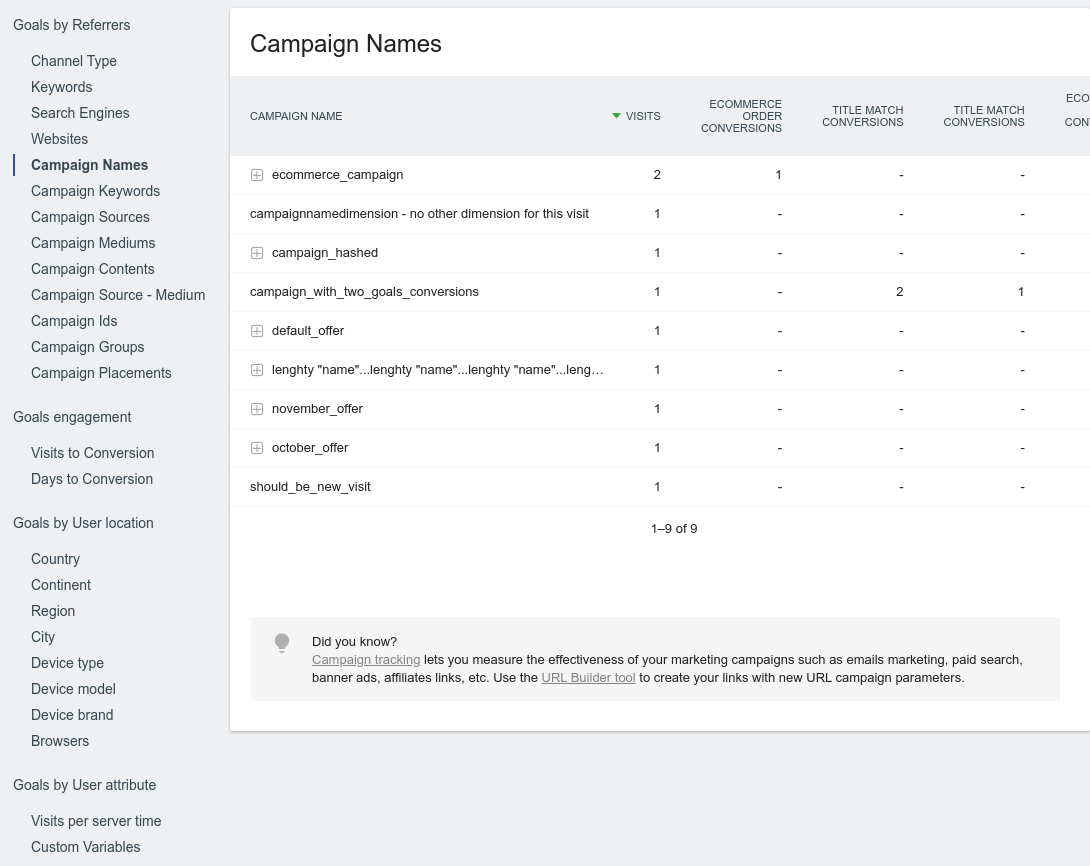 Goals by Referrers
Channel Type
Keywords
Search Engines
Websites
Campaign Names
Campaign Keywords
Campaign Sources
Campaign Mediums
Campaign Contents
Campaign Source - Medium
Campaign Ids
Campaign Groups
Campaign Placements
Goals engagement
Visits to Conversion
Days to Conversion
Goals by User location
Country
Continent
Region
City
Device type
Device model
Device brand
Browsers
Goals by User attribute
Visits per server time
Custom Variables
Campaign Names
CAMPAIGN NAME
VISITS
ECOMMERCE
ORDER
CONVERSIONS
TITLE MATCH
CONVERSIONS
TITLE MATCH
CONVERSIONS
ECO
CON
ecommerce_campaign 2 1 - -
campaignnamedimension - no other dimension for this visit 1 - - -
campaign_hashed 1 - - -
campaign_with_two_goals_conversions 1 - 2 1
default_offer 1 - - -
lenghty "name"...lenghty "name"...lenghty "name"...leng... 1 - - -
november_offer 1 - - -
october_offer 1 - - -
should_be_new_visit 1 - - -
1–9 of 9
Did you know?
Campaign tracking lets you measure the effectiveness of your marketing campaigns such as emails marketing, paid search,
banner ads, affiliates links, etc. Use the URL Builder tool to create your links with new URL campaign parameters.